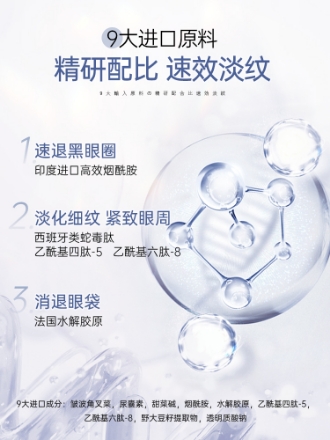 9大进口原料
精研配比 速效淡纹
1
速退黑眼圈
印度进口高效烟酰胺
2
淡化细纹 紧致眼周
西班牙类蛇毒肽
乙酰基四肽-5 乙酰基六肽-8
3
消退眼袋
法国水解胶原
9大进口成分：皱波角叉菜，尿囊素，甜菜碱，烟酰胺，水解胶原，乙酰基四肽-5，
乙酰基六肽-8，野大豆籽提取物，透明质酸钠